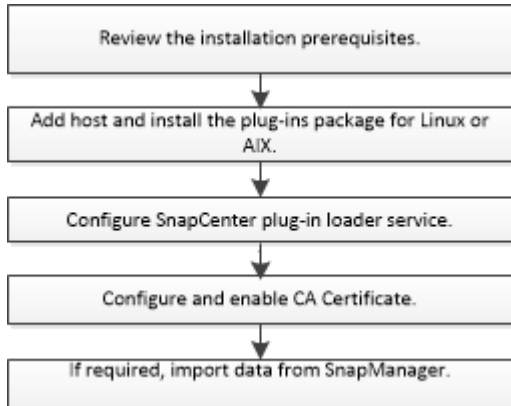 Review the installation prerequisites.
Add host and install the plug-ins package for Linux or
AIX.
Configure SnapCenter plug-in loader service.
Configure and enable CA Certificate.
If required, import data from SnapManager.